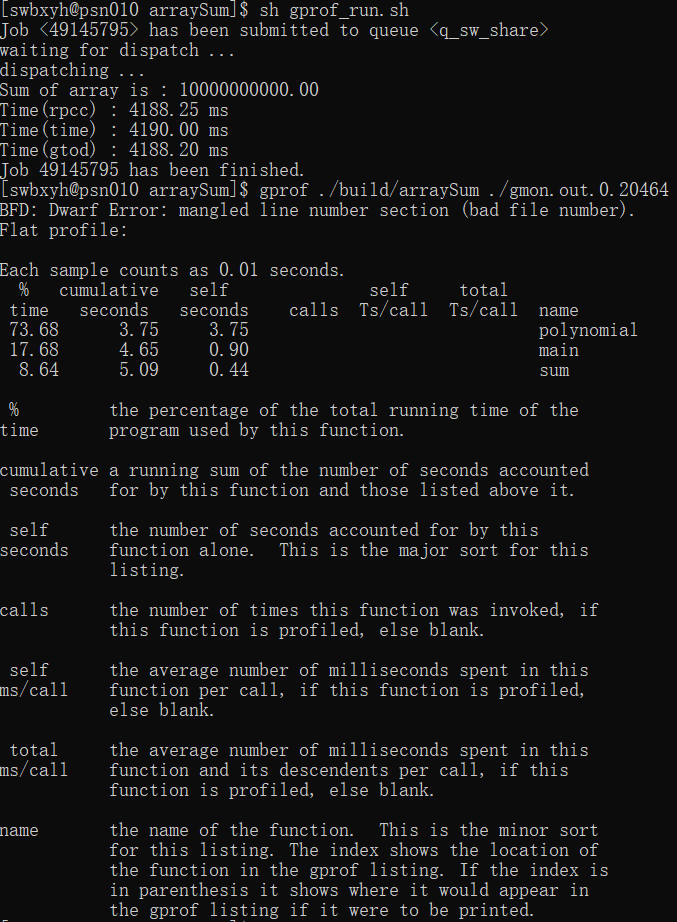 [swbxyh@psn010 arraySum]$ sh gprof_run.sh
Job <49145795> has been submitted to queue <q_sw_share>
waiting for dispatch ...
dispatching ...
Sum of array is : 10000000000.00
Time(rpcc) : 4188.25 ms
Time(time) : 4190.00 ms
Time(gtod) : 4188.20 ms
Job 49145795 has been finished.
[swbxyh@psn010 arraySum]$ gprof ./build/arraySum ./gmon.out.0.20464
BFD: Dwarf Error: mangled line number section (bad file number).
Flat profile:
Each sample counts as 0.01 seconds.
  %   cumulative   self              self     total
 time   seconds   seconds    calls  Ts/call  Ts/call  name
73.68      3.75     3.75                             polynomial
17.68      4.65     0.90                             main
 8.64      5.09     0.44                             sum
 %         the percentage of the total running time of the
time       program used by this function.
cumulative a running sum of the number of seconds accounted
 seconds   for by this function and those listed above it.
 self      the number of seconds accounted for by this
seconds    function alone.  This is the major sort for this
           listing.
calls      the number of times this function was invoked, if
           this function is profiled, else blank.
 self      the average number of milliseconds spent in this
ms/call    function per call, if this function is profiled,
           else blank.
 total     the average number of milliseconds spent in this
ms/call    function and its descendents per call, if this
           function is profiled, else blank.
name       the name of the function.  This is the minor sort
           for this listing. The index shows the location of
           the function in the gprof listing. If the index is
           in parenthesis it shows where it would appear in
           the gprof listing if it were to be printed.